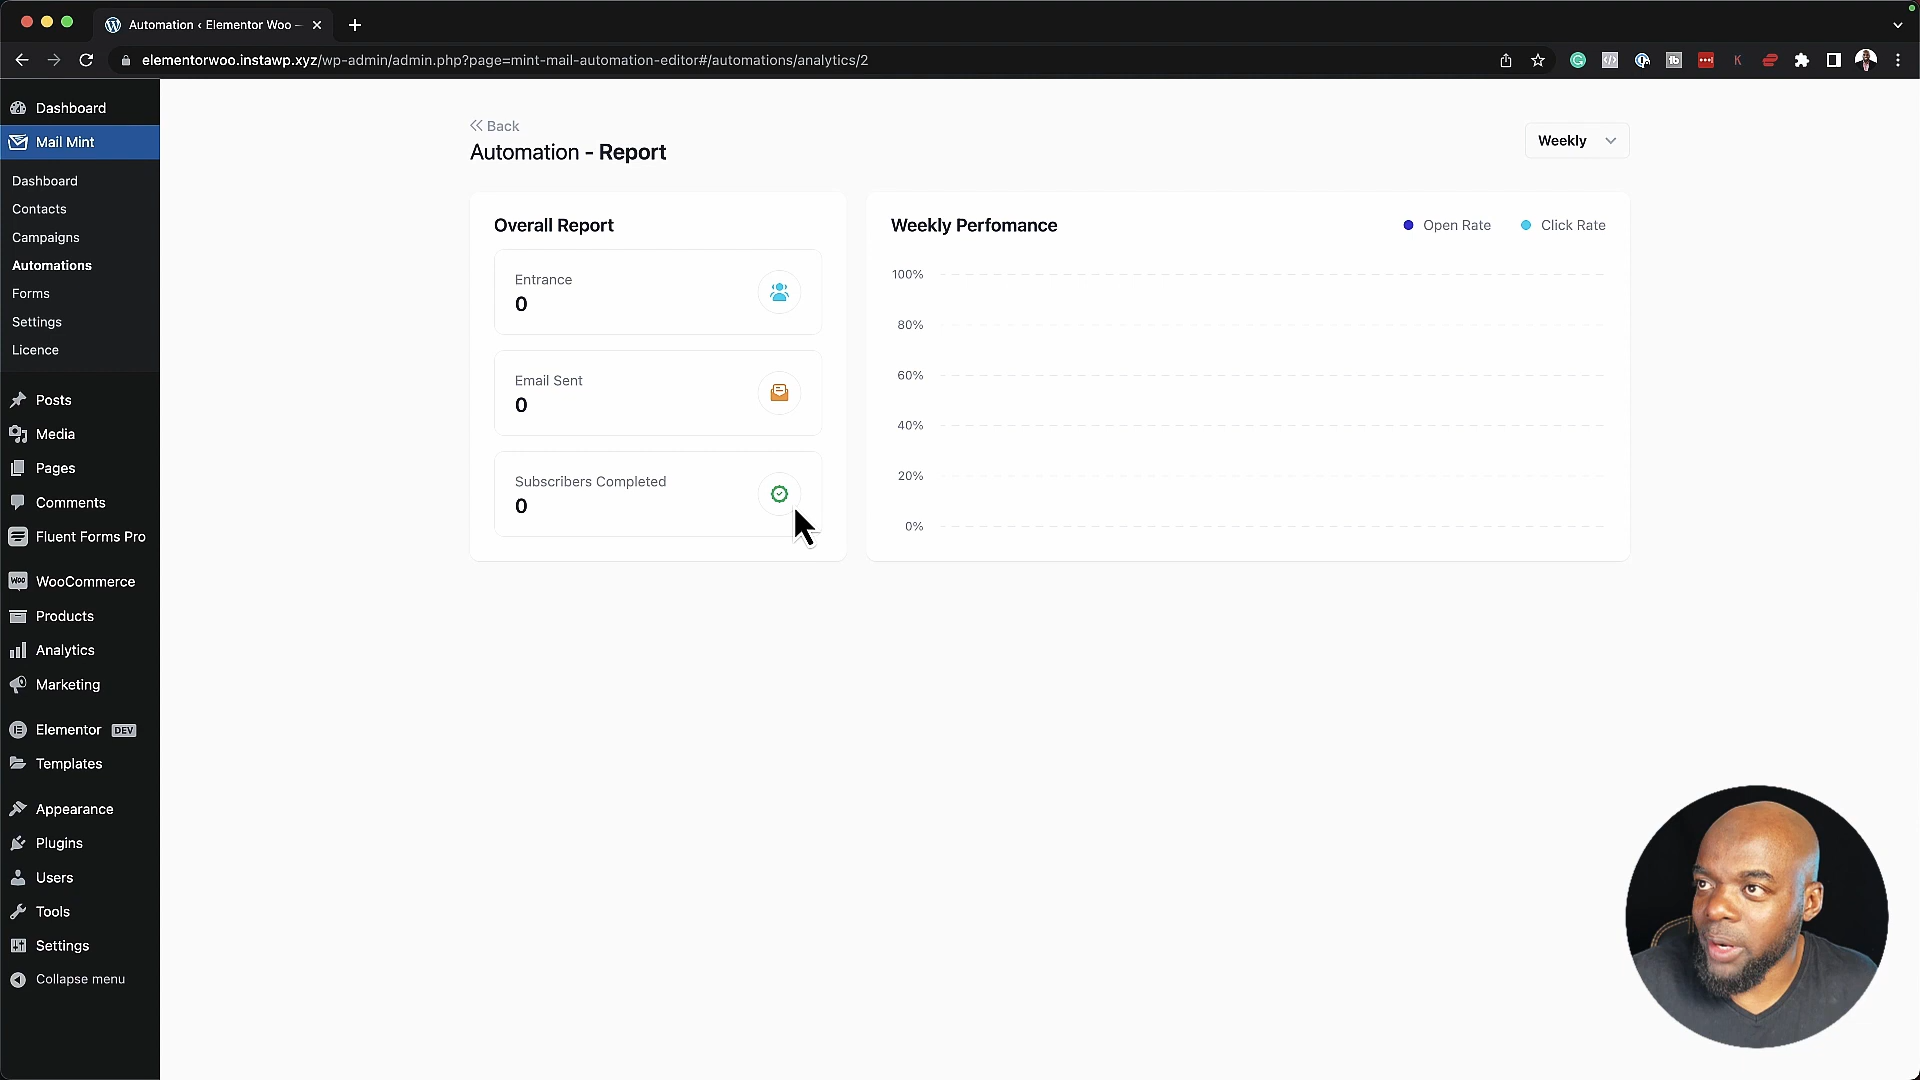 Automation ‹ Elementor Woo —
elementorwoo.instawp.xyz/wp-admin/admin.php?page=mint-mail-automation-editor#/automations/analytics/2
Dashboard
Mail Mint
Dashboard
Contacts
Campaigns
Automations
Forms
Settings
Licence
Posts
Media
Pages
Comments
Fluent Forms Pro
WooCommerce
Products
Analytics
Marketing
Elementor DEV
Templates
Appearance
Plugins
Users
Tools
Settings
Collapse menu
Back
Automation - Report
Weekly
Overall Report
Entrance
0
Email Sent
0
Subscribers Completed
0
Weekly Perfomance
Open Rate
Click Rate
100%
80%
60%
40%
20%
0%